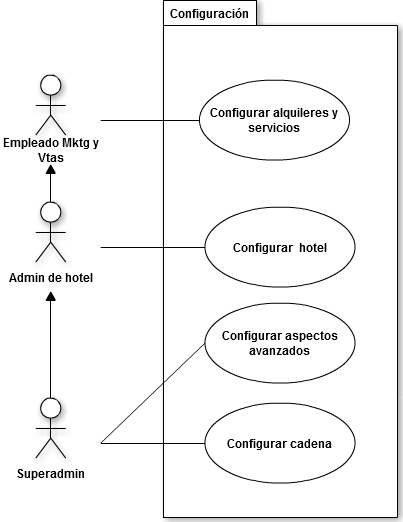 Configuración
Configurar alquileres y
servicios
Empleado Mktg y
Vtas
Configurar hotel
Admin de hotel
Configurar aspectos
avanzados
Configurar cadena
Superadmin